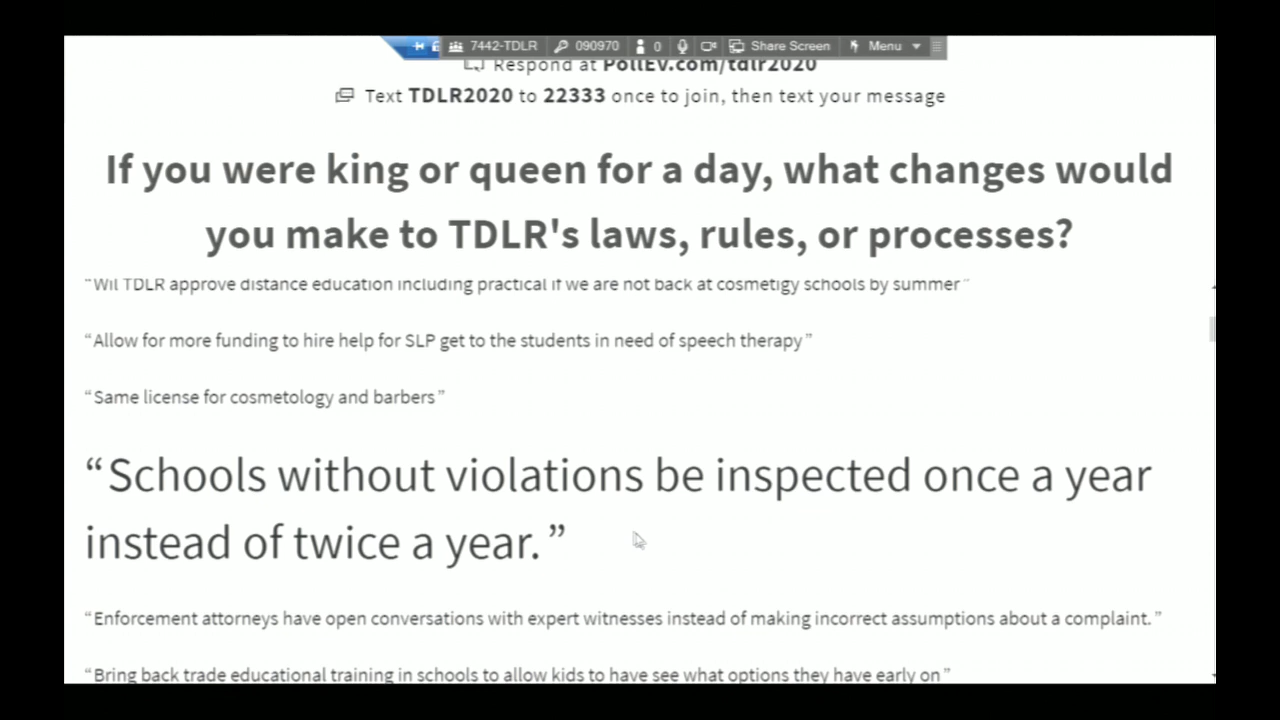 7442-TDLR 090970 0 Share Screen Menu
Respond at PollEv.com/tdlr2020
Text TDLR2020 to 22333 once to join, then text your message
If you were king or queen for a day, what changes would
you make to TDLR's laws, rules, or processes?
“Wil TDLR approve distance education including practical if we are not back at cosmetigy schools by summer”
“Allow for more funding to hire help for SLP get to the students in need of speech therapy”
“Same license for cosmetology and barbers”
“Schools without violations be inspected once a year
instead of twice a year.”
“Enforcement attorneys have open conversations with expert witnesses instead of making incorrect assumptions about a complaint.”
“Bring back trade educational training in schools to allow kids to have see what options they have early on”